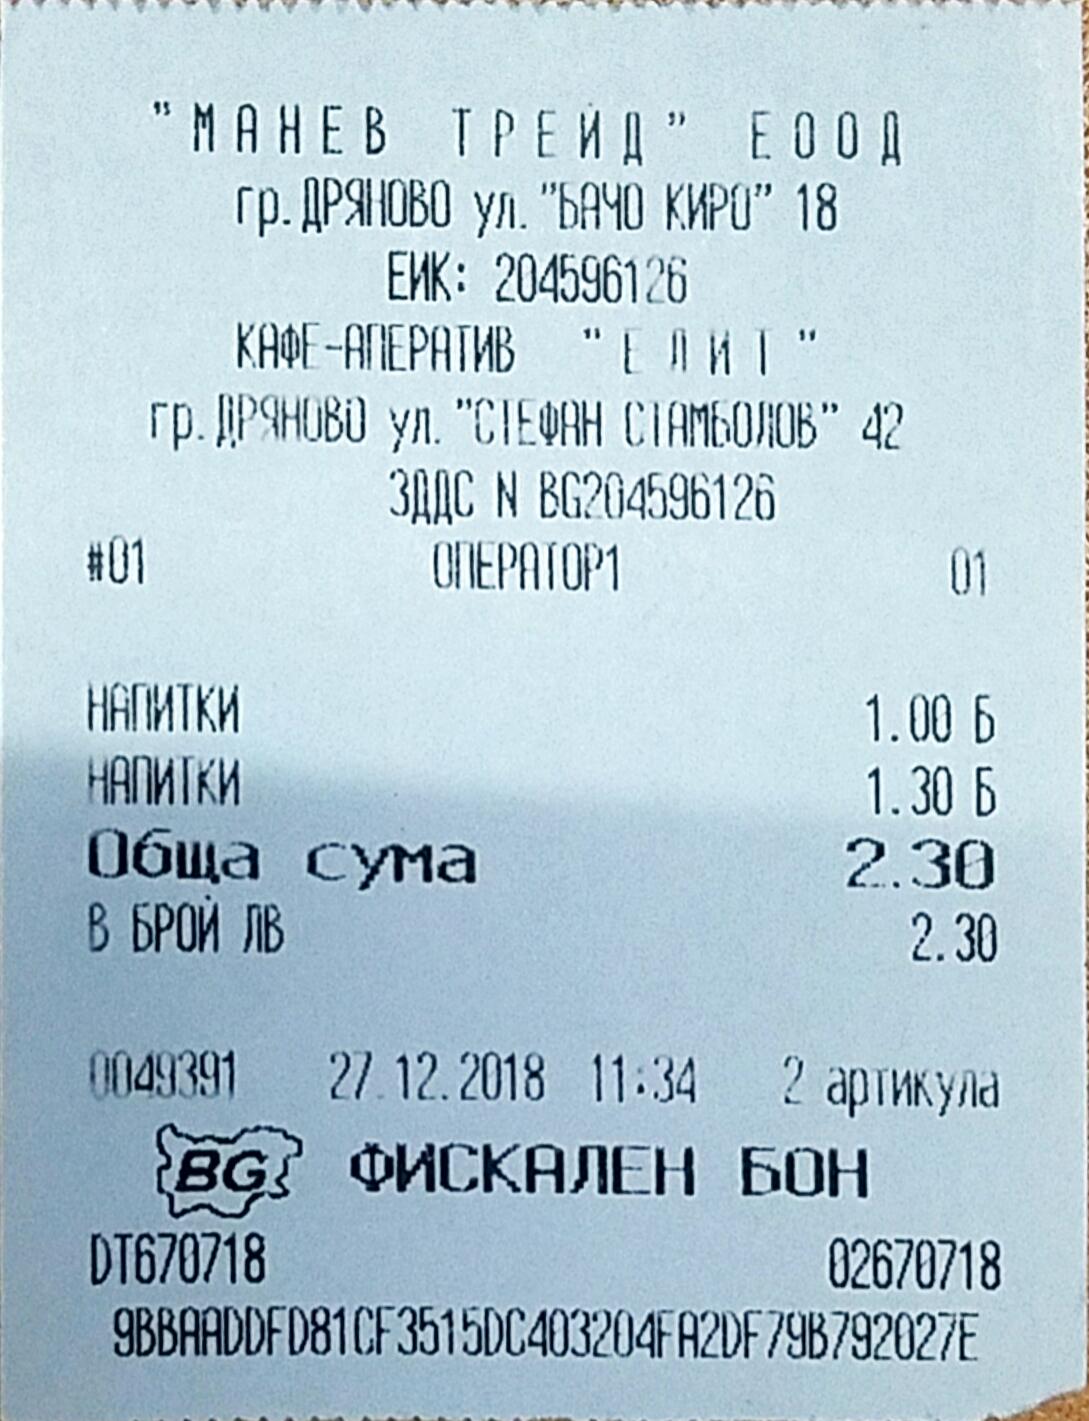 "МАНЕВ ТРЕЙД" ЕООД
гр.ДРЯНОВО ул."БАЧО КИРО" 18
ЕИК: 204596126
КАФЕ-АПЕРАТИВ "ЕЛИТ"
гр.ДРЯНОВО ул."СТЕФАН СТАМБОЛОВ" 42
ЗДДС N BG204596126
#01 ОПЕРАТОР1 01
НАПИТКИ 1.00 Б
НАПИТКИ 1.30 Б
Обща сума 2.30
В БРОЙ ЛВ 2.30
0049391 27.12.2018 11:34 2 артикула
BG ФИСКАЛЕН БОН
DT670718 02670718
9BBAADDFD81CF3515DC403204FA2DF79B792027E